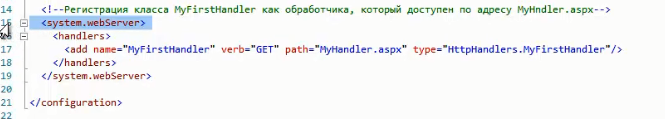 14 <!--Регистрация класса MyFirstHandler как обработчика, который доступен по адресу MyHndler.aspx-->
15 <system.webServer>
16 <handlers>
17 <add name="MyFirstHandler" verb="GET" path="MyHandler.aspx" type="HttpHandlers.MyFirstHandler"/>
18 </handlers>
19 </system.webServer>
20
21 </configuration>
22